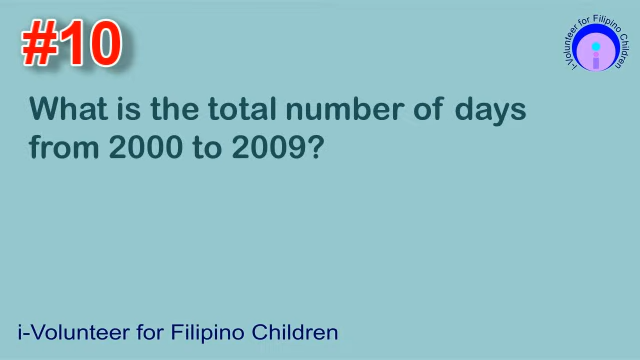 #10
i-Volunteer for Filipino Children
What is the total number of days
from 2000 to 2009?
i-Volunteer for Filipino Children